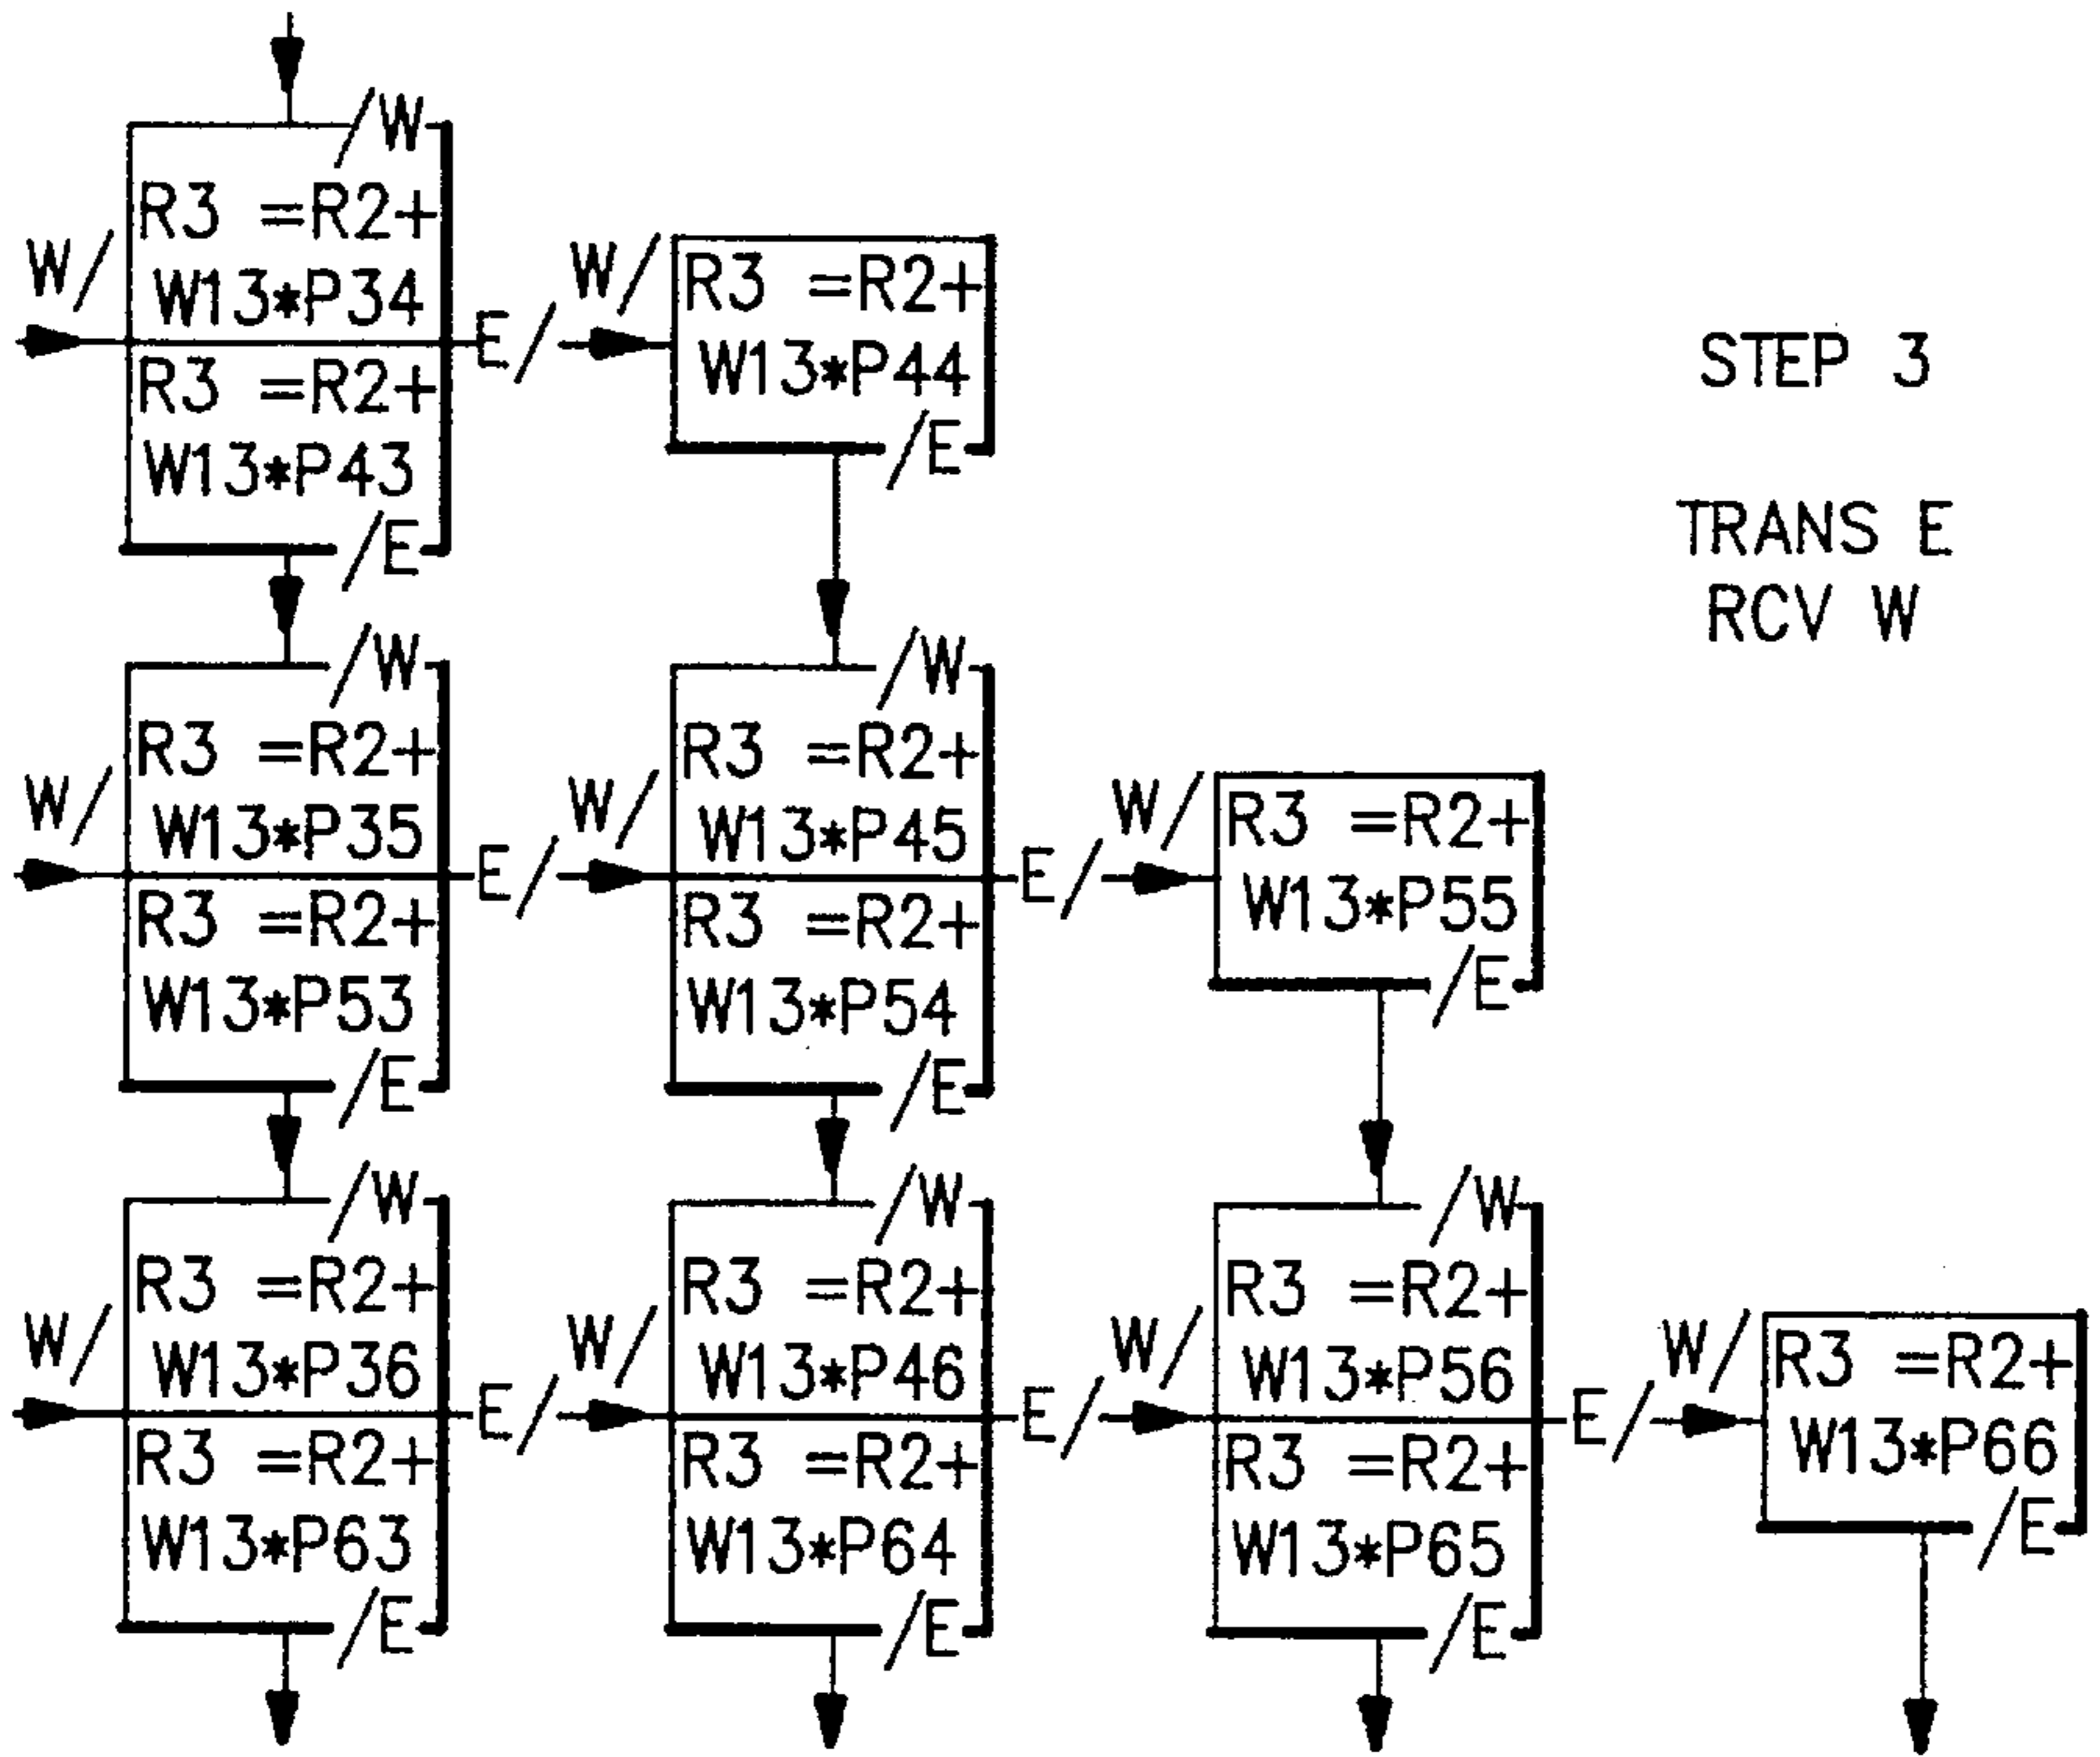 /W
R3 =R2+
W/
W13*P34
E/
R3 =R2+
W13*P43
/E
W/
R3 =R2+
W13*P44
/E
STEP 3
TRANS E
RCV W
/W
R3 =R2+
W/
W13*P35
E/
R3 =R2+
W13*P53
/E
/W
R3 =R2+
W/
W13*P45
E/
R3 =R2+
W13*P54
/E
W/
R3 =R2+
W13*P55
/E
/W
R3 =R2+
W/
W13*P36
E/
R3 =R2+
W13*P63
/E
/W
R3 =R2+
W/
W13*P46
E/
R3 =R2+
W13*P64
/E
/W
R3 =R2+
W/
W13*P56
E/
R3 =R2+
W13*P65
/E
W/
R3 =R2+
W13*P66
/E